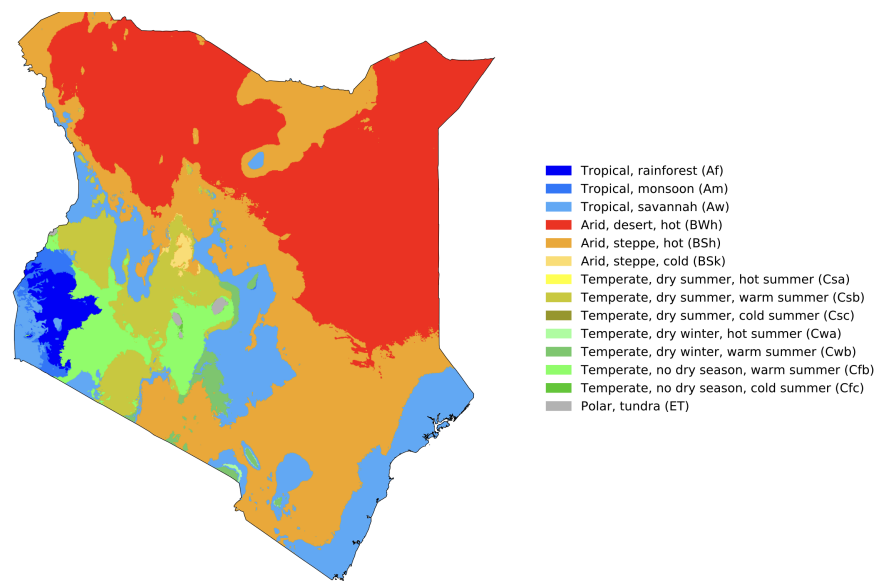 Tropical, rainforest (Af)
Tropical, monsoon (Am)
Tropical, savannah (Aw)
Arid, desert, hot (BWh)
Arid, steppe, hot (BSh)
Arid, steppe, cold (BSk)
Temperate, dry summer, hot summer (Csa)
Temperate, dry summer, warm summer (Csb)
Temperate, dry summer, cold summer (Csc)
Temperate, dry winter, hot summer (Cwa)
Temperate, dry winter, warm summer (Cwb)
Temperate, no dry season, warm summer (Cfb)
Temperate, no dry season, cold summer (Cfc)
Polar, tundra (ET)